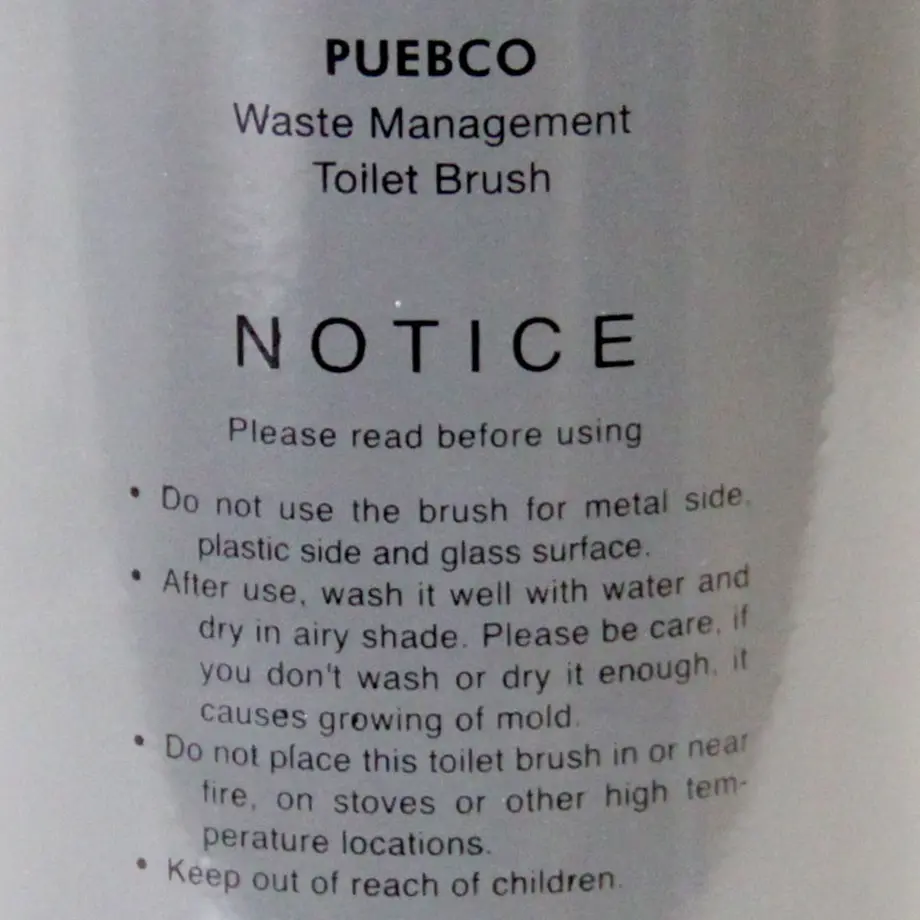 PUEBCO
Waste Management
Toilet Brush
NOTICE
Please read before using
• Do not use the brush for metal side,
plastic side and glass surface.
• After use, wash it well with water and
dry in airy shade. Please be care, if
you don't wash or dry it enough, it
causes growing of mold.
• Do not place this toilet brush in or near
fire, on stoves or other high tem-
perature locations.
• Keep out of reach of children.